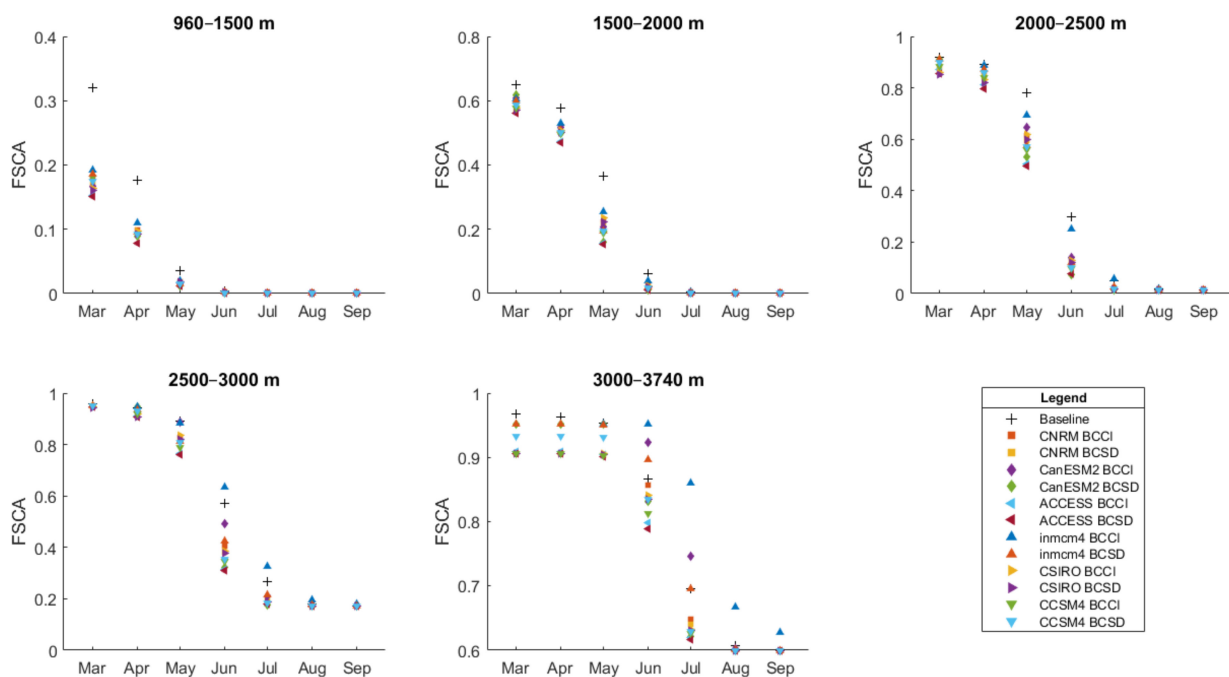 960–1500 m
1500–2000 m
2000–2500 m
0.4
0.3
0.2
0.1
0
FSCA
Mar Apr May Jun Jul Aug Sep
0.8
0.6
0.4
0.2
0
FSCA
Mar Apr May Jun Jul Aug Sep
1
0.8
0.6
0.4
0.2
0
FSCA
Mar Apr May Jun Jul Aug Sep
2500–3000 m
3000–3740 m
1
0.8
0.6
0.4
0.2
0
FSCA
Mar Apr May Jun Jul Aug Sep
1
0.9
0.8
0.7
0.6
FSCA
Mar Apr May Jun Jul Aug Sep
Legend
Baseline
CNRM BCCI
CNRM BCSD
CanESM2 BCCI
CanESM2 BCSD
ACCESS BCCI
ACCESS BCSD
inmcm4 BCCI
inmcm4 BCSD
CSIRO BCCI
CSIRO BCSD
CCSM4 BCCI
CCSM4 BCSD